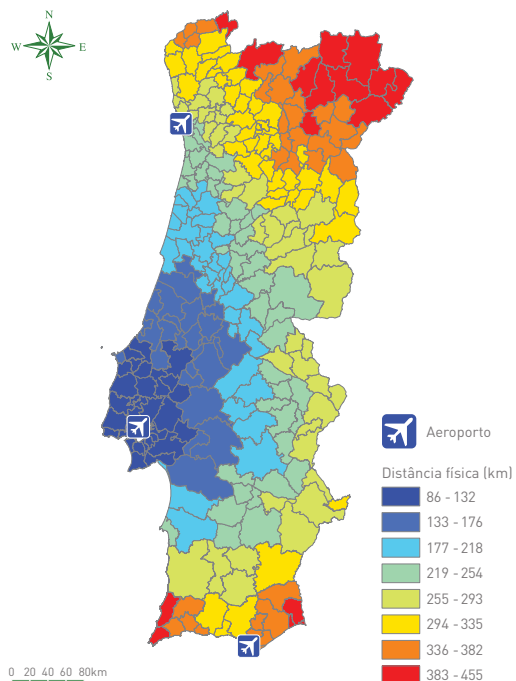 N
W E
S
Aeroporto
Distância física (km)
86 - 132
133 - 176
177 - 218
219 - 254
255 - 293
294 - 335
336 - 382
383 - 455
0 20 40 60 80km